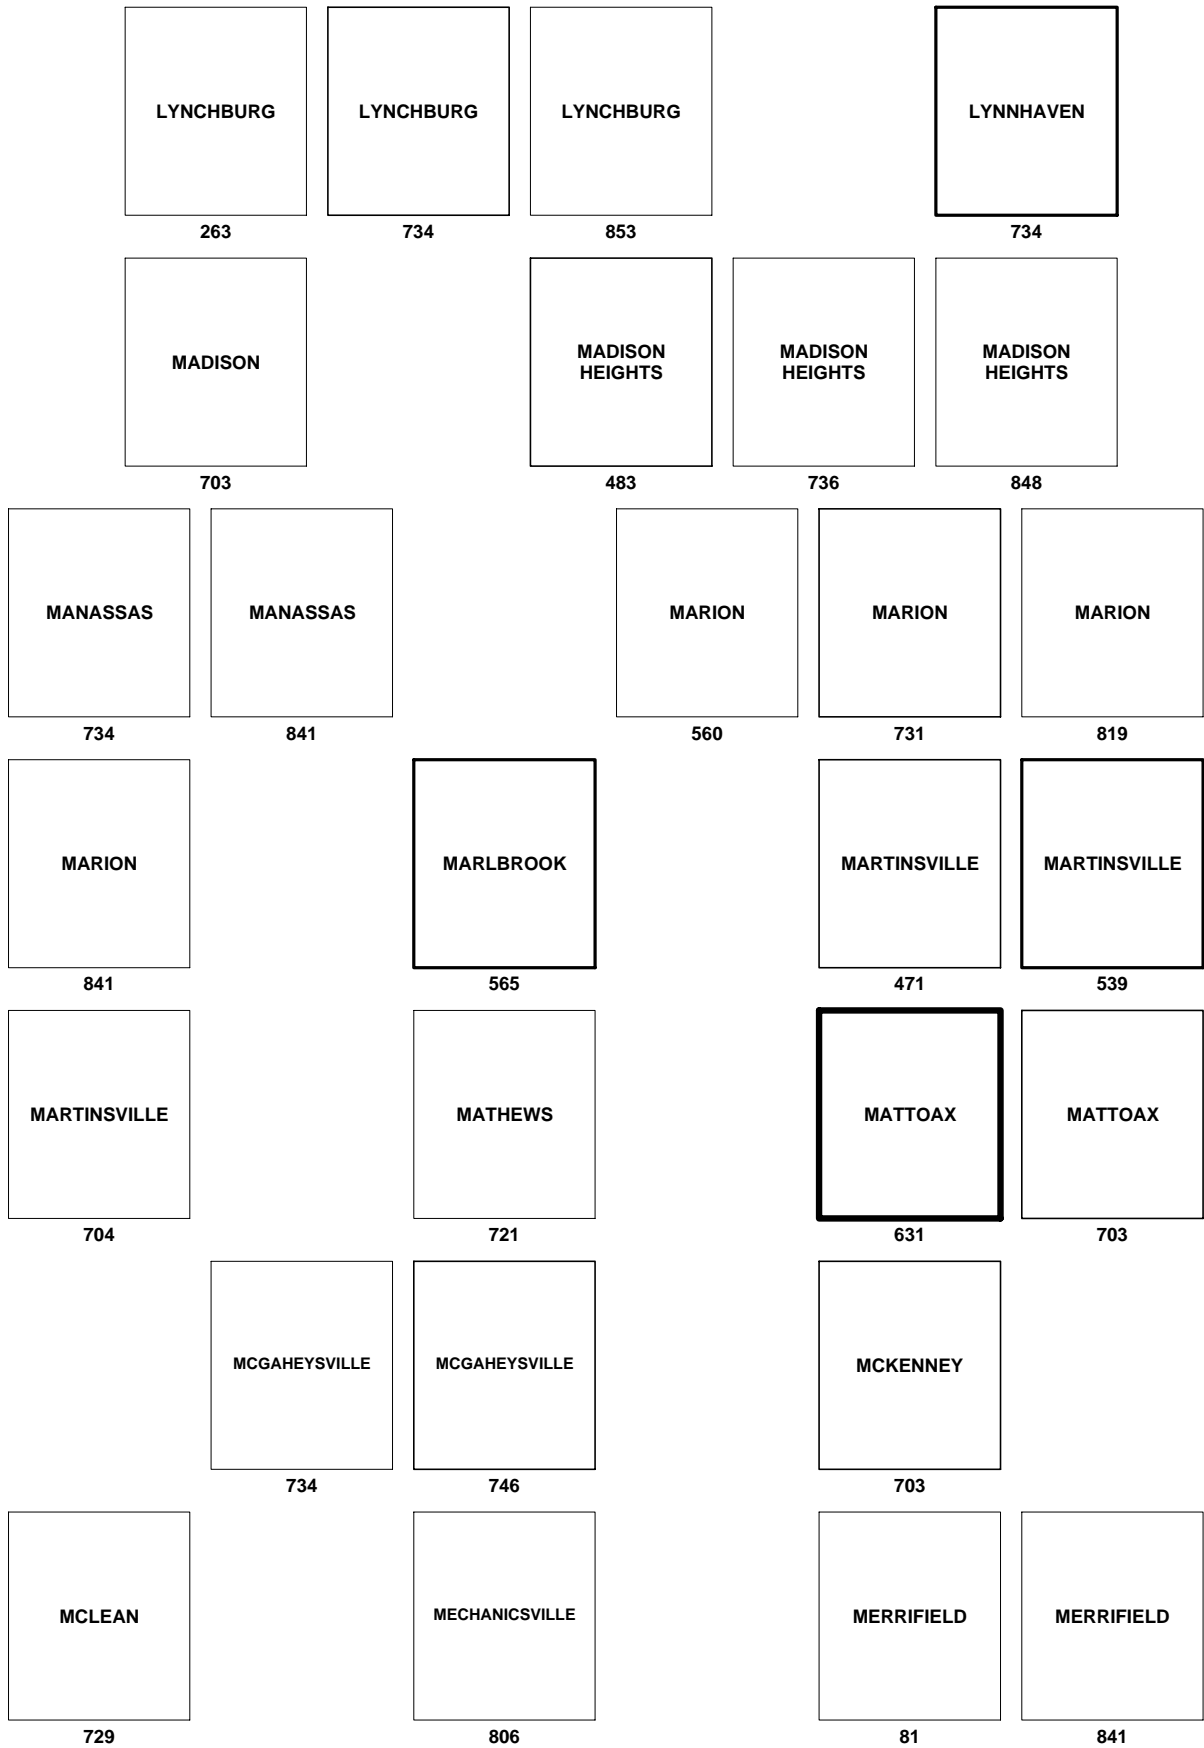 LYNCHBURG LYNCHBURG LYNCHBURG LYNNHAVEN
263 734 853 734
MADISON MADISON HEIGHTS MADISON HEIGHTS MADISON HEIGHTS
703 483 736 848
MANASSAS MANASSAS MARION MARION MARION
734 841 560 731 819
MARION MARLBROOK MARTINSVILLE MARTINSVILLE
841 565 471 539
MARTINSVILLE MATHEWS MATTOAX MATTOAX
704 721 631 703
MCGAHEYSVILLE MCGAHEYSVILLE MCKENNEY
734 746 703
MCLEAN MECHANICSVILLE MERRIFIELD MERRIFIELD
729 806 81 841